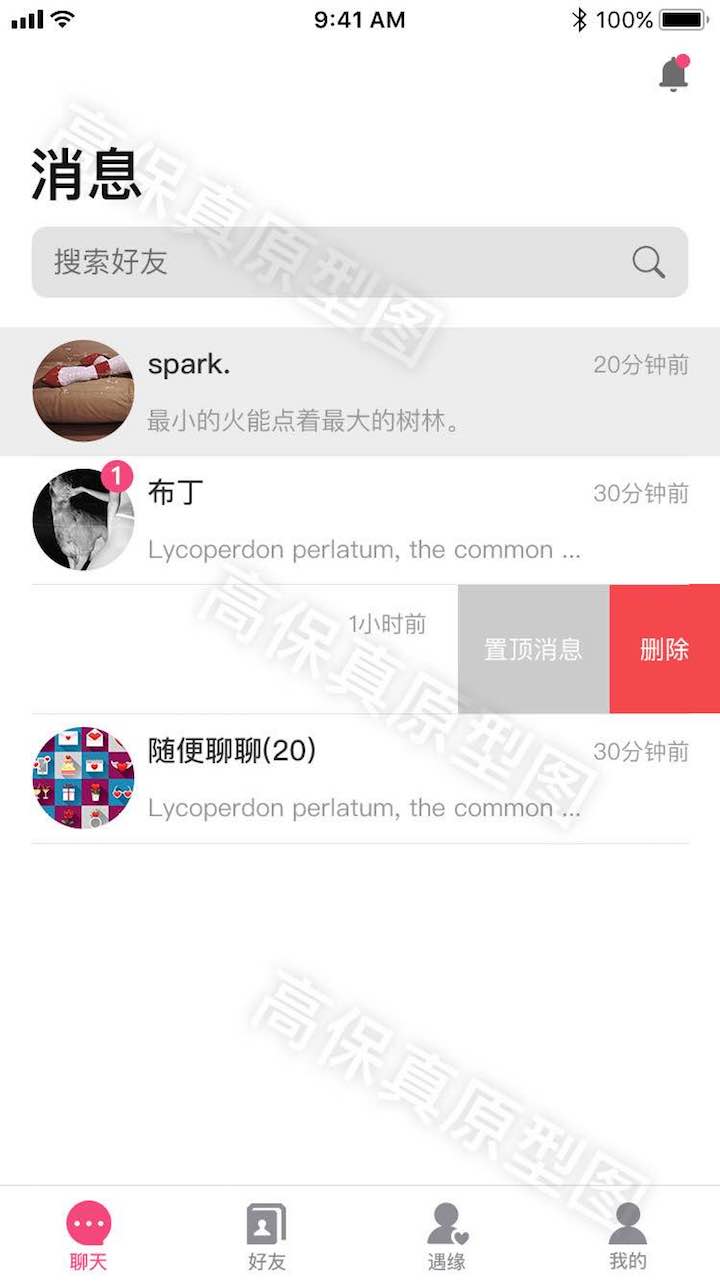 9:41 AM
100%
高保真原型图
消息
搜索好友
spark.
20分钟前
最小的火能点着最大的树林。
1
布丁
30分钟前
Lycoperdon perlatum, the common ...
1小时前
置顶消息
删除
高保真原型图
随便聊聊(20)
30分钟前
Lycoperdon perlatum, the common ...
高保真原型图
聊天
好友
遇缘
我的